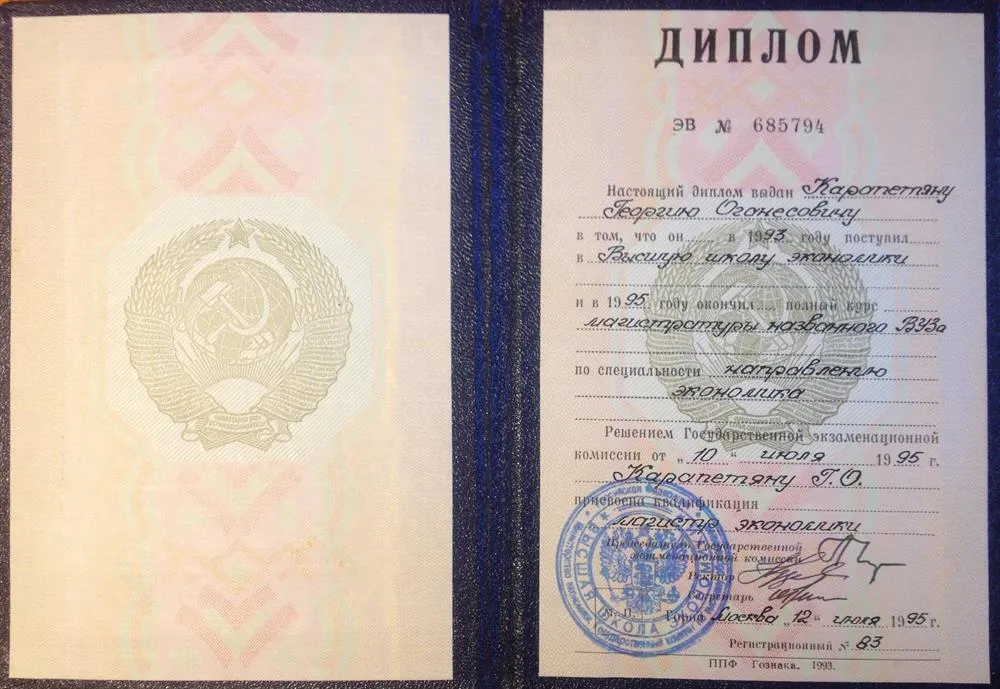 ДИПЛОМ
ЭВ № 685794
Настоящий диплом выдан Карапетяну
Георгию Оганесовичу
в том, что он в 1993 году поступил
в Высшую школу экономики
и в 1995 году окончил полный курс
магистратуры названного ВУЗа
по специальности направлению
экономика
Решением Государственной экзаменационной
комиссии от „10“ июля 1995 г.
Карапетяну Г.О.
присвоена квалификация
магистр экономики
Председатель Государственной
экзаменационной комиссии
Ректор
Секретарь
М. П. Город Москва „12“ июля 1995 г.
Регистрационный № 83
ППФ Гознака. 1993.
ВЫСШАЯ ШКОЛА